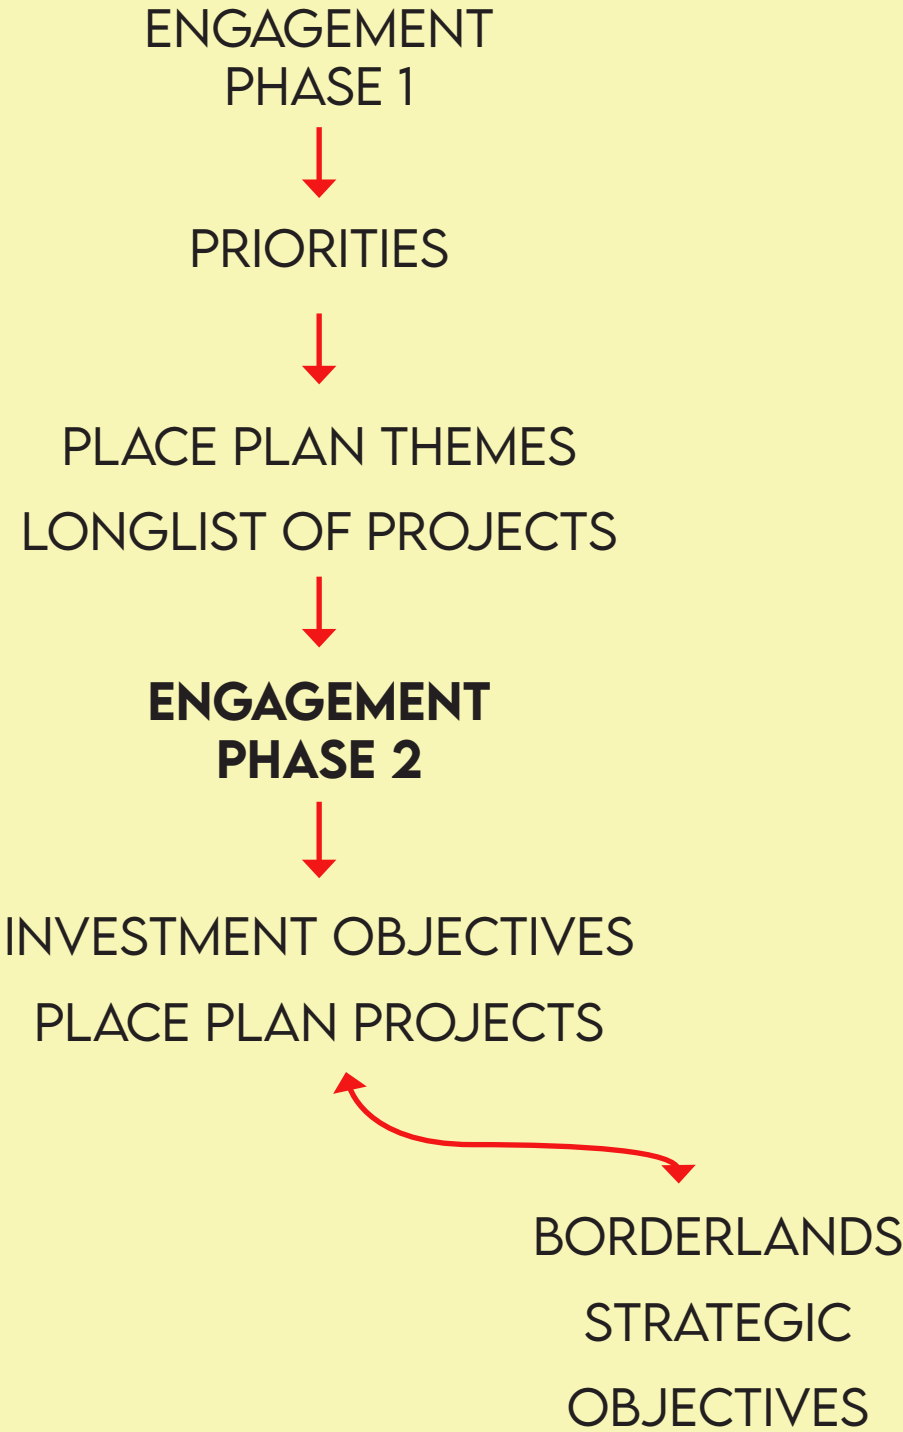 ENGAGEMENT
PHASE 1
PRIORITIES
PLACE PLAN THEMES
LONGLIST OF PROJECTS
ENGAGEMENT
PHASE 2
INVESTMENT OBJECTIVES
PLACE PLAN PROJECTS
BORDERLANDS
STRATEGIC
OBJECTIVES